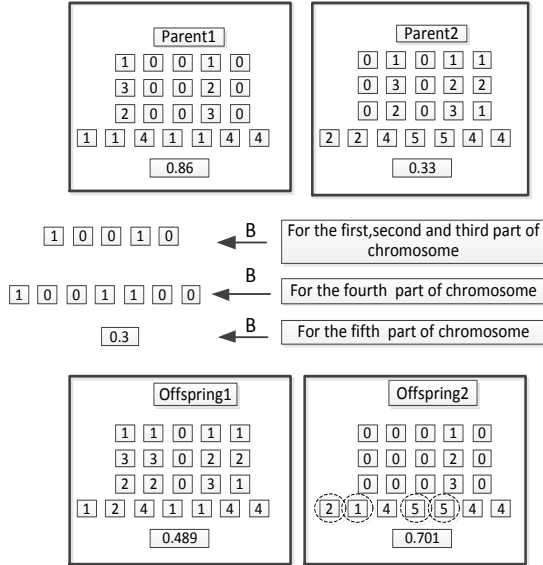 Parent1
1 0 0 1 0
3 0 0 2 0
2 0 0 3 0
1 1 4 1 1 4 4
0.86
Parent2
0 1 0 1 1
0 3 0 2 2
0 2 0 3 1
2 2 4 5 5 4 4
0.33
1 0 0 1 0
B
For the first,second and third part of
chromosome
1 0 0 1 1 0 0
B
For the fourth part of chromosome
0.3
B
For the fifth part of chromosome
Offspring1
1 1 0 1 1
3 3 0 2 2
2 2 0 3 1
1 2 4 1 1 4 4
0.489
Offspring2
0 0 0 1 0
0 0 0 2 0
0 0 0 3 0
2 1 4 5 5 4 4
0.701